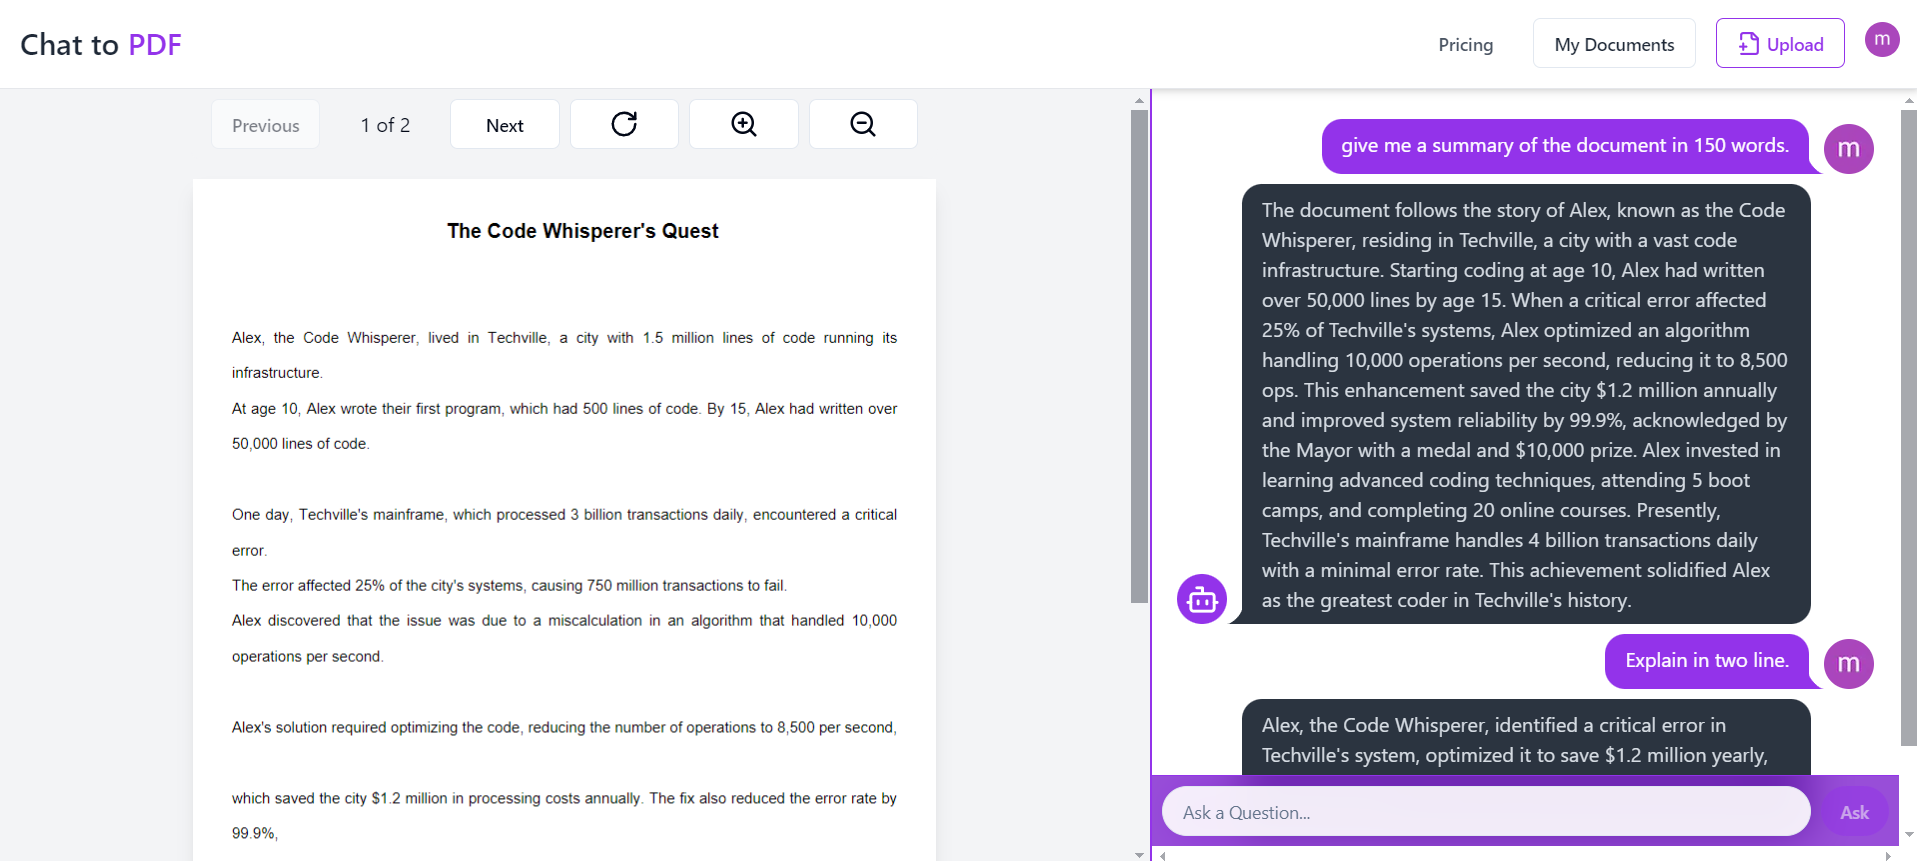 Chat to PDF
Pricing
My Documents
Upload
m
Previous
1 of 2
Next
The Code Whisperer's Quest
Alex, the Code Whisperer, lived in Techville, a city with 1.5 million lines of code running its
infrastructure.
At age 10, Alex wrote their first program, which had 500 lines of code. By 15, Alex had written over
50,000 lines of code.
One day, Techville's mainframe, which processed 3 billion transactions daily, encountered a critical
error.
The error affected 25% of the city's systems, causing 750 million transactions to fail.
Alex discovered that the issue was due to a miscalculation in an algorithm that handled 10,000
operations per second.
Alex's solution required optimizing the code, reducing the number of operations to 8,500 per second,
which saved the city $1.2 million in processing costs annually. The fix also reduced the error rate by
99.9%,
give me a summary of the document in 150 words.
m
The document follows the story of Alex, known as the Code
Whisperer, residing in Techville, a city with a vast code
infrastructure. Starting coding at age 10, Alex had written
over 50,000 lines by age 15. When a critical error affected
25% of Techville's systems, Alex optimized an algorithm
handling 10,000 operations per second, reducing it to 8,500
ops. This enhancement saved the city $1.2 million annually
and improved system reliability by 99.9%, acknowledged by
the Mayor with a medal and $10,000 prize. Alex invested in
learning advanced coding techniques, attending 5 boot
camps, and completing 20 online courses. Presently,
Techville's mainframe handles 4 billion transactions daily
with a minimal error rate. This achievement solidified Alex
as the greatest coder in Techville's history.
Explain in two line.
m
Alex, the Code Whisperer, identified a critical error in
Techville's system, optimized it to save $1.2 million yearly,
Ask a Question...
Ask